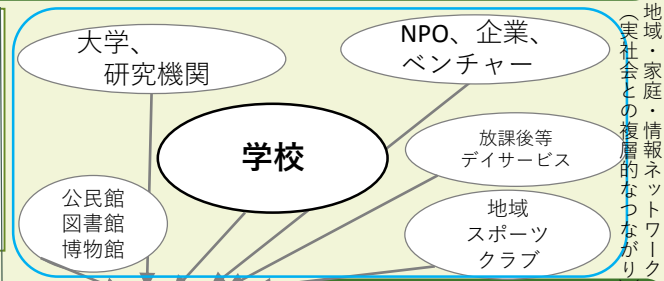 大学、
研究機関
NPO、企業、
ベンチャー
学校
放課後等
デイサービス
公民館
図書館
博物館
地域
スポーツ
クラブ
地域・家庭・情報ネットワーク
（実社会との複層的なつながり